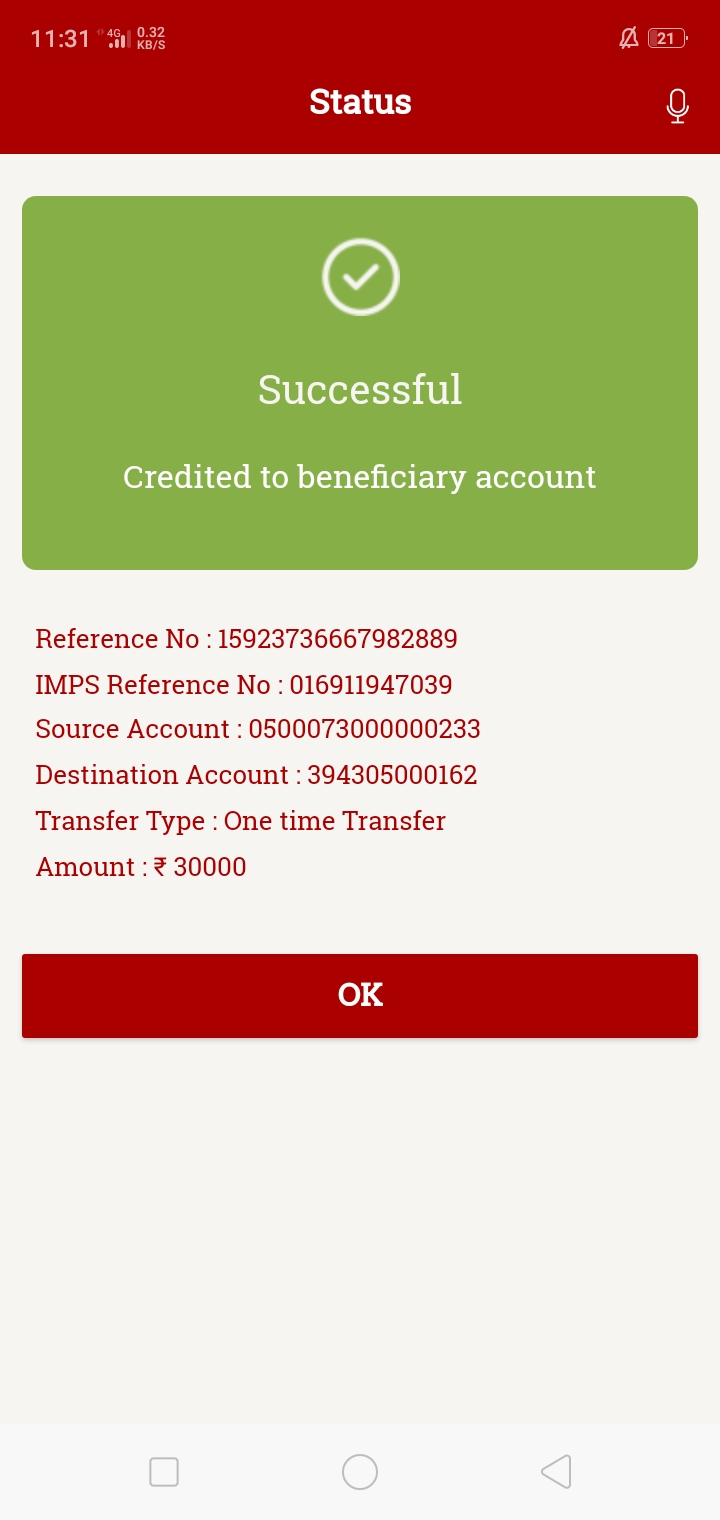 11:31 4G 0.32 KB/S 21
Status
Successful
Credited to beneficiary account
Reference No : 15923736667982889
IMPS Reference No : 016911947039
Source Account : 0500073000000233
Destination Account : 394305000162
Transfer Type : One time Transfer
Amount : ₹ 30000
OK